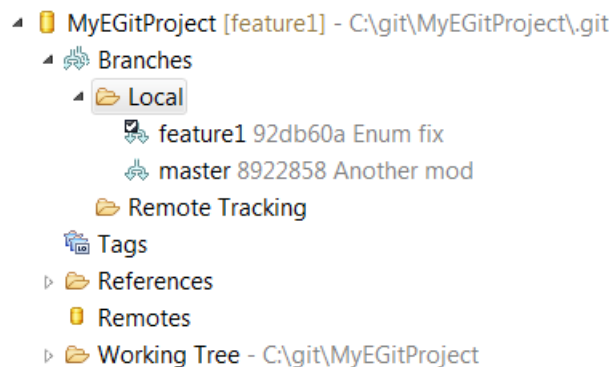 MyEGitProject [feature1] - C:\git\MyEGitProject\.git
Branches
Local
feature1 92db60a Enum fix
master 8922858 Another mod
Remote Tracking
Tags
References
Remotes
Working Tree - C:\git\MyEGitProject